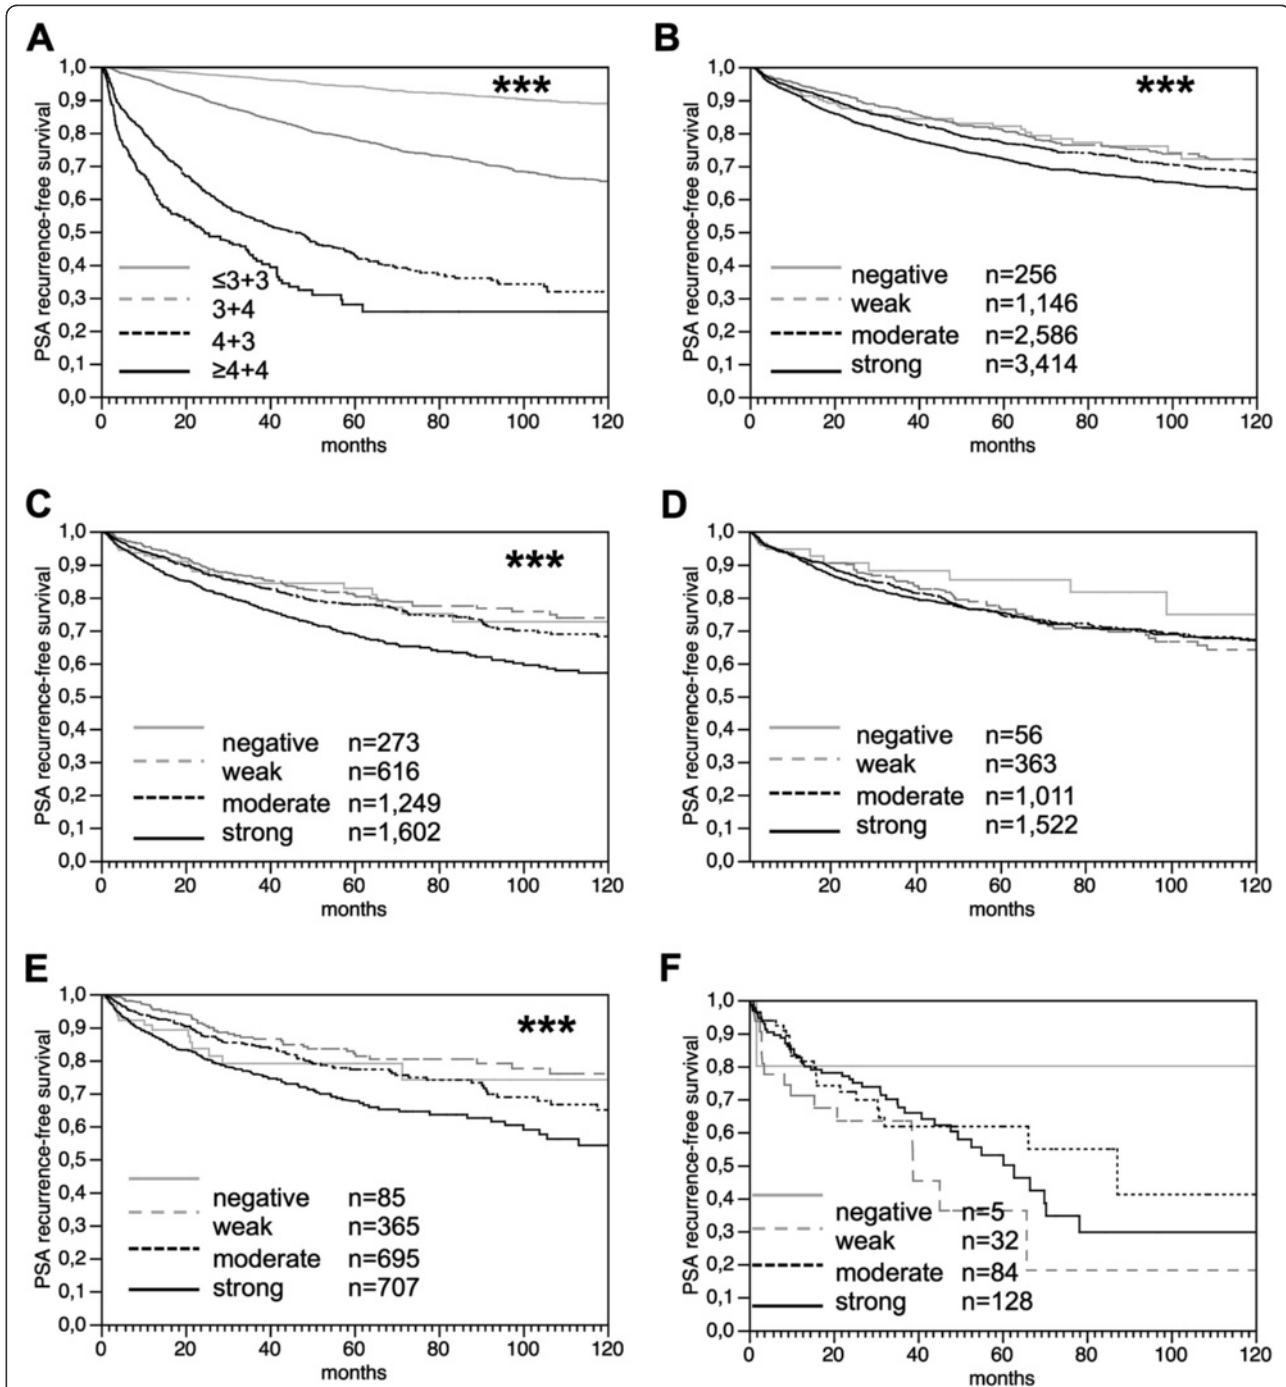 A
PSA recurrence-free survival
1,0
0,9
0,8
0,7
0,6
0,5
0,4
0,3
0,2
0,1
0,0
***
≤3+3
3+4
4+3
≥4+4
0 20 40 60 80 100 120
months
B
PSA recurrence-free survival
1,0
0,9
0,8
0,7
0,6
0,5
0,4
0,3
0,2
0,1
0,0
***
negative n=256
weak n=1,146
moderate n=2,586
strong n=3,414
0 20 40 60 80 100 120
months
C
PSA recurrence-free survival
1,0
0,9
0,8
0,7
0,6
0,5
0,4
0,3
0,2
0,1
0,0
***
negative n=273
weak n=616
moderate n=1,249
strong n=1,602
0 20 40 60 80 100 120
months
D
PSA recurrence-free survival
1,0
0,9
0,8
0,7
0,6
0,5
0,4
0,3
0,2
0,1
0,0
negative n=56
weak n=363
moderate n=1,011
strong n=1,522
20 40 60 80 100 120
months
E
PSA recurrence-free survival
1,0
0,9
0,8
0,7
0,6
0,5
0,4
0,3
0,2
0,1
0,0
***
negative n=85
weak n=365
moderate n=695
strong n=707
0 20 40 60 80 100 120
months
F
PSA recurrence-free survival
1,0
0,9
0,8
0,7
0,6
0,5
0,4
0,3
0,2
0,1
0,0
negative n=5
weak n=32
moderate n=84
strong n=128
0 20 40 60 80 100 120
months